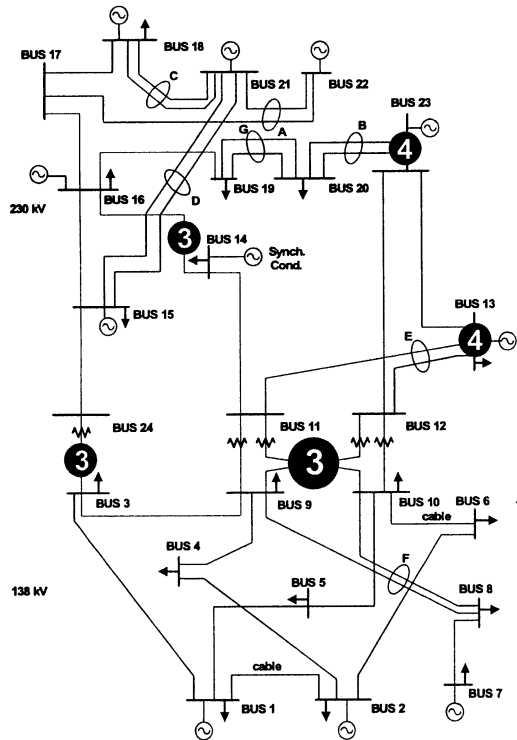 BUS 18
BUS 17
BUS 21
BUS 22
C
BUS 23
G
A
B
4
BUS 16
BUS 19
BUS 20
D
230 kV
3
BUS 14
Synch.
Cond.
BUS 13
BUS 15
E
4
BUS 24
BUS 11
BUS 12
3
3
BUS 3
BUS 9
BUS 10
BUS 6
cable
BUS 4
F
BUS 5
BUS 8
138 kV
cable
BUS 1
BUS 2
BUS 7